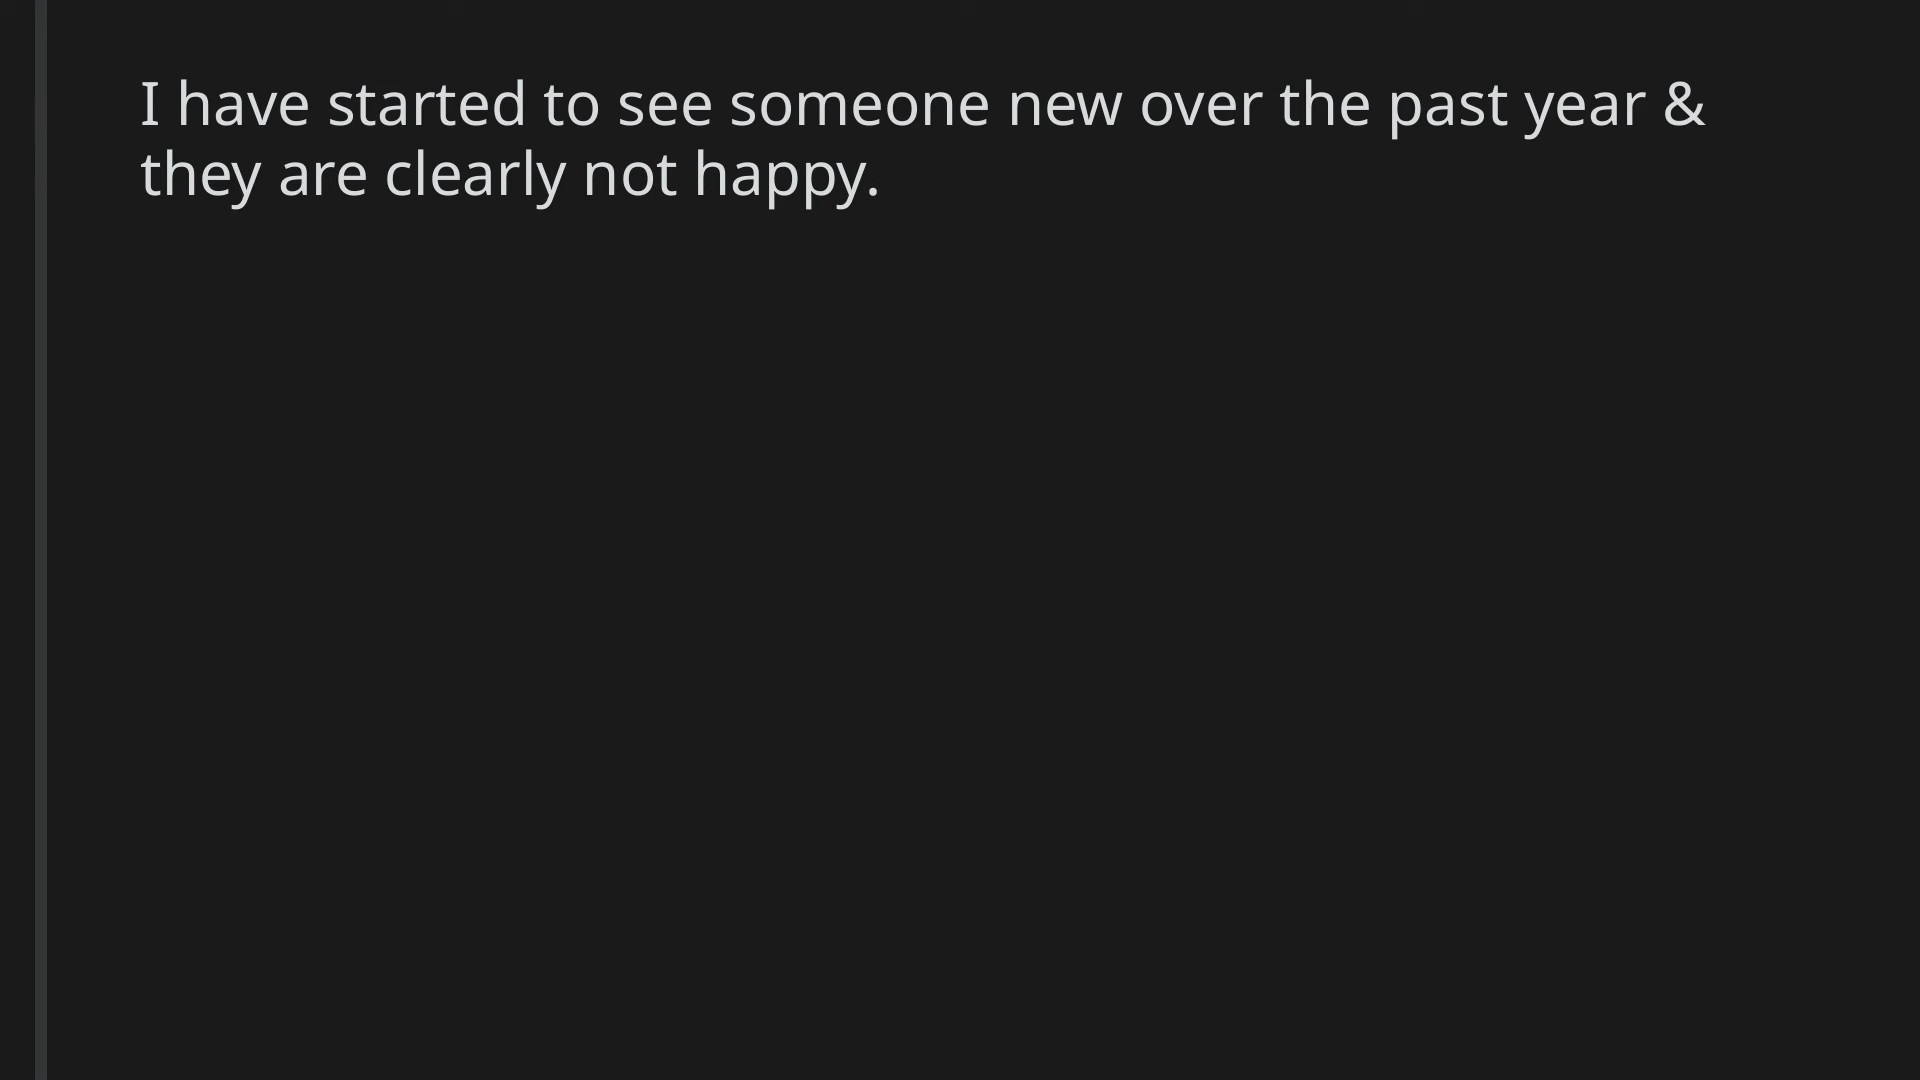 I have started to see someone new over the past year &
they are clearly not happy.